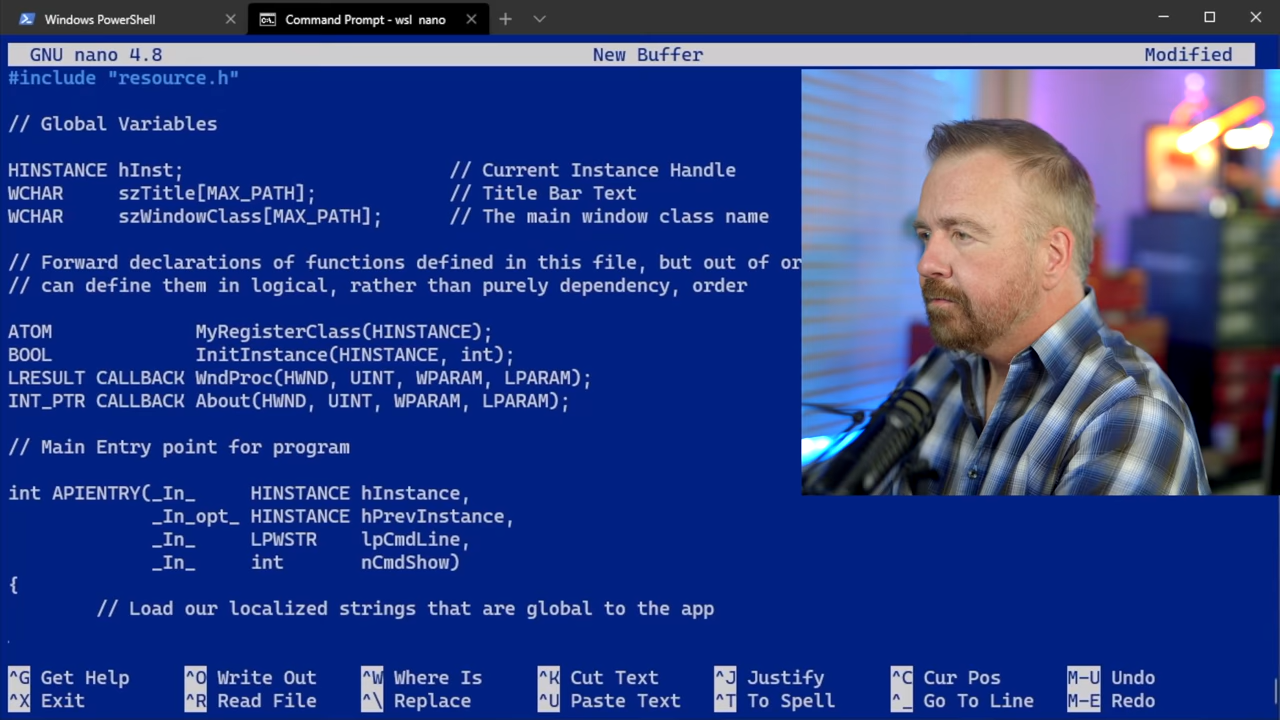 Windows PowerShell
Command Prompt - wsl nano
GNU nano 4.8 New Buffer Modified
#include "resource.h"
// Global Variables
HINSTANCE hInst; // Current Instance Handle
WCHAR szTitle[MAX_PATH]; // Title Bar Text
WCHAR szWindowClass[MAX_PATH]; // The main window class name
// Forward declarations of functions defined in this file, but out of or
// can define them in logical, rather than purely dependency, order
ATOM MyRegisterClass(HINSTANCE);
BOOL InitInstance(HINSTANCE, int);
LRESULT CALLBACK WndProc(HWND, UINT, WPARAM, LPARAM);
INT_PTR CALLBACK About(HWND, UINT, WPARAM, LPARAM);
// Main Entry point for program
int APIENTRY(_In_ HINSTANCE hInstance,
_In_opt_ HINSTANCE hPrevInstance,
_In_ LPWSTR lpCmdLine,
_In_ int nCmdShow)
{
// Load our localized strings that are global to the app
^G Get Help ^O Write Out ^W Where Is ^K Cut Text ^J Justify ^C Cur Pos M-U Undo
^X Exit ^R Read File ^\ Replace ^U Paste Text ^T To Spell ^_ Go To Line M-E Redo